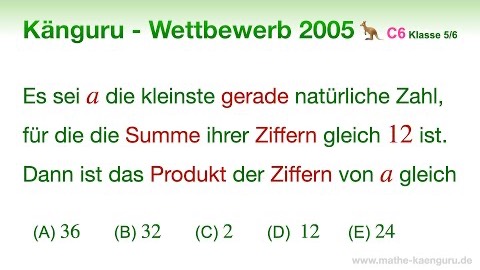 Känguru - Wettbewerb 2005 🦘 C6 Klasse 5/6
Es sei a die kleinste gerade natürliche Zahl,
für die die Summe ihrer Ziffern gleich 12 ist.
Dann ist das Produkt der Ziffern von a gleich
(A) 36 (B) 32 (C) 2 (D) 12 (E) 24
www.mathe-kaenguru.de